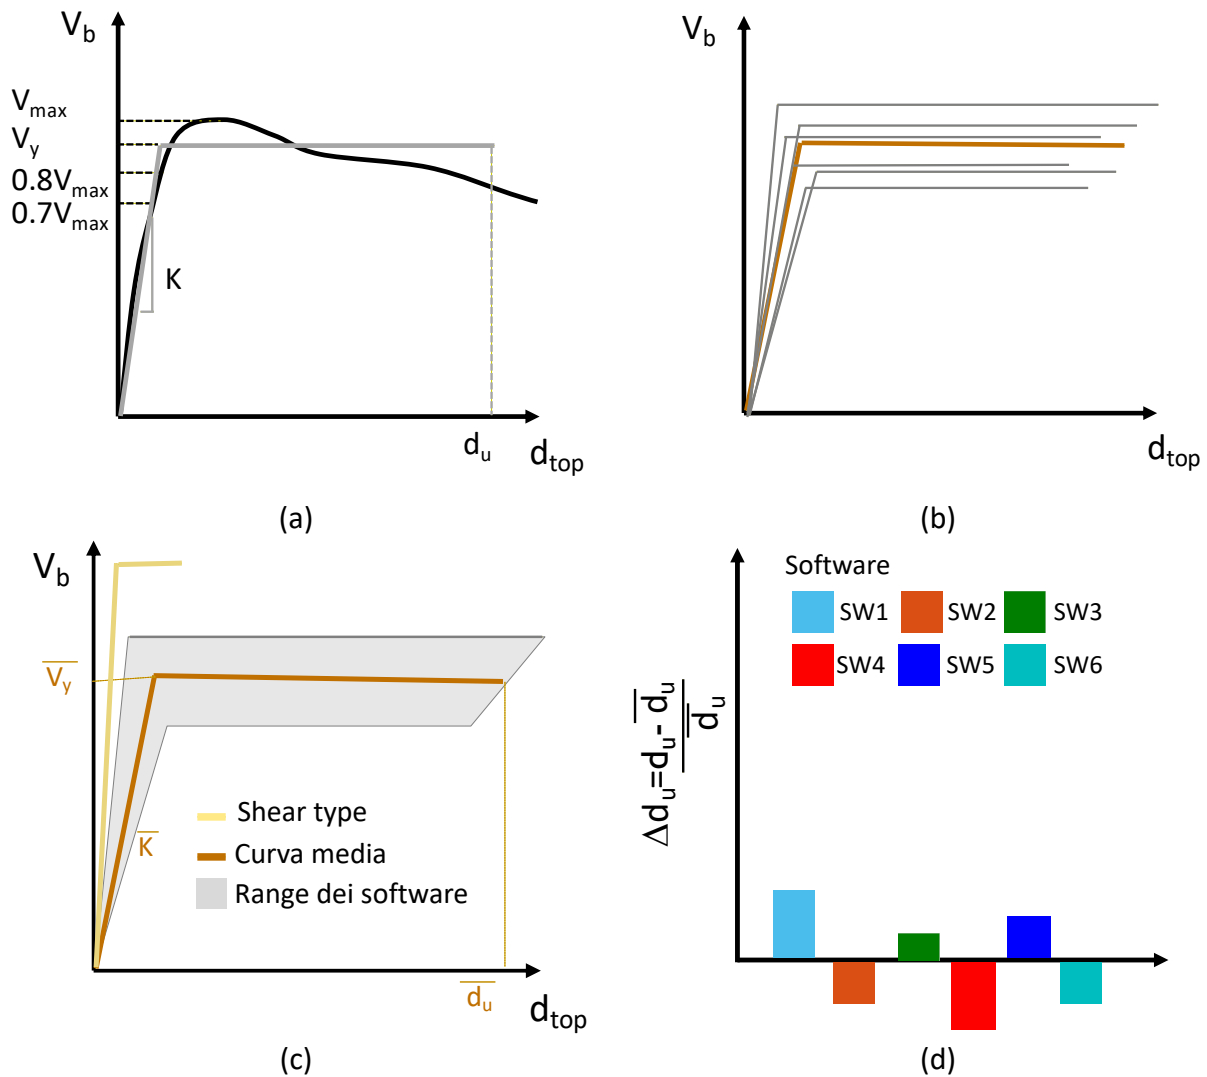 V_b
V_max
V_y
0.8V_max
0.7V_max
K
d_u
d_top
(a)
V_b
d_top
(b)
V_b
V̅_y̅
K̅
Shear type
Curva media
Range dei software
d̅_u̅
d_top
(c)
Software
SW1 SW2 SW3
SW4 SW5 SW6
Δd_u=d_u- d̅_u̅
d̅_u̅
(d)